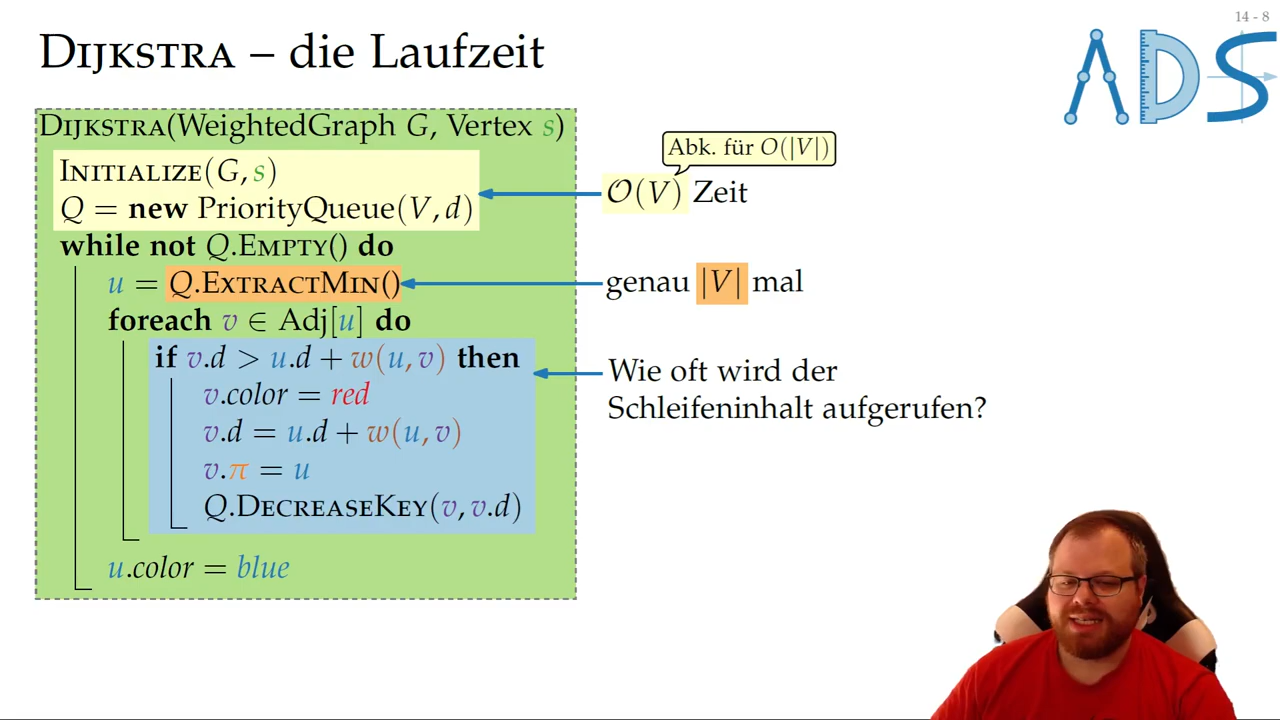 14 - 8
DIJKSTRA – die Laufzeit
ADS
DIJKSTRA(WeightedGraph G, Vertex s)
INITIALIZE(G, s)
Q = new PriorityQueue(V, d)
while not Q.EMPTY() do
u = Q.EXTRACTMIN()
foreach v ∈ Adj[u] do
if v.d > u.d + w(u, v) then
v.color = red
v.d = u.d + w(u, v)
v.π = u
Q.DECREASEKEY(v, v.d)
u.color = blue
Abk. für O(|V|)
O(V) Zeit
genau |V| mal
Wie oft wird der
Schleifeninhalt aufgerufen?